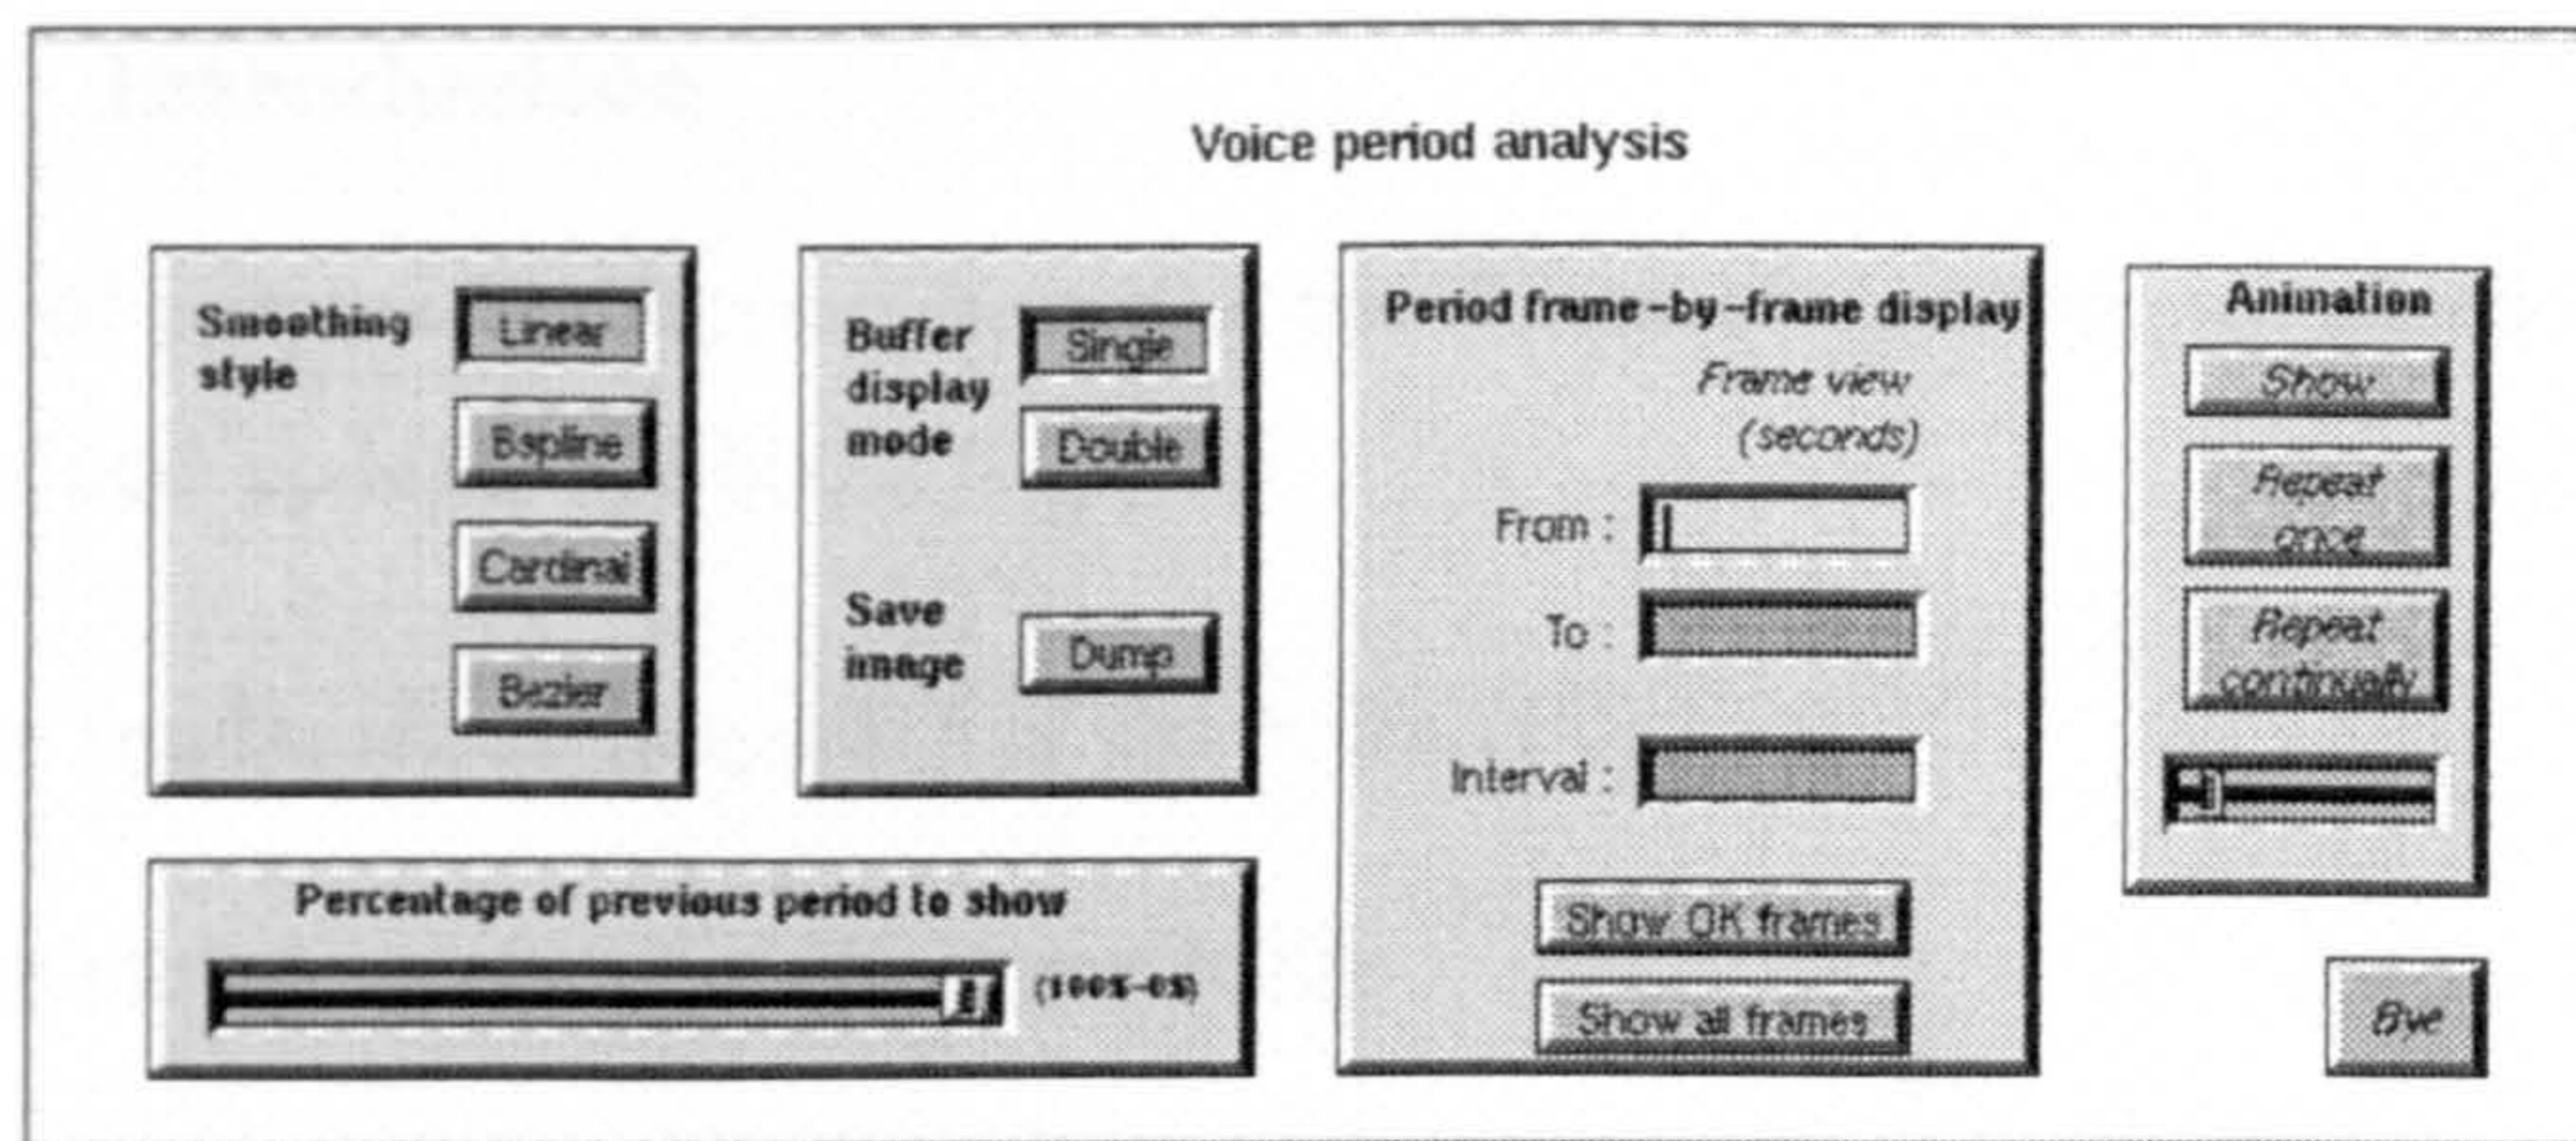 Voice period analysis
Smoothing
style
Linear
Bspline
Cardinal
Bezier
Buffer
display
mode
Single
Double
Save
image
Dump
Percentage of previous period to show
(100%-0%)
Period frame-by-frame display
Frame view
(seconds)
From :
To :
Interval :
Show OK frames
Show all frames
Animation
Show
Repeat
once
Repeat
continually
Bye